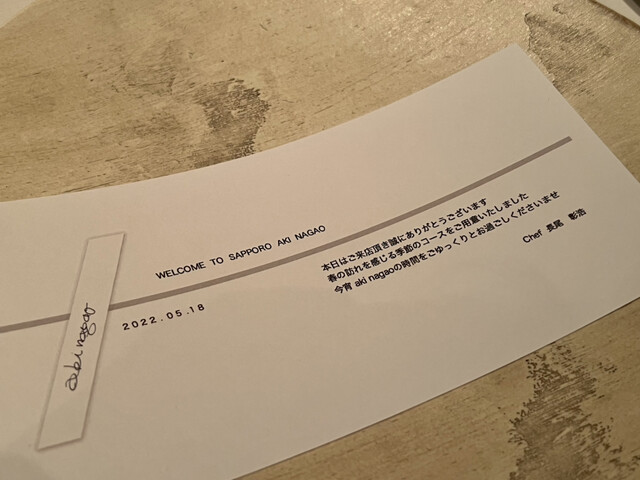 WELCOME TO SAPPORO AKI NAGAO
2022.05.18
本日はご来店頂き誠にありがとうございます
春の訪れを感じる季節のコースをご用意いたしました
今宵 aki nagaoの時間をごゆっくりとお過ごしくださいませ
Chef 長尾 彰浩
aki nagao